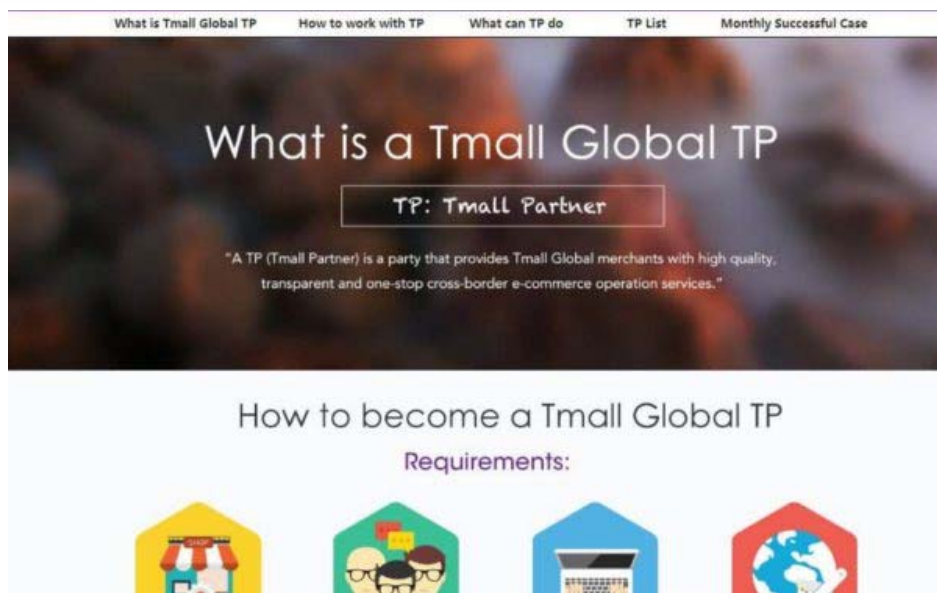 What is Tmall Global TP How to work with TP What can TP do TP List Monthly Successful Case
What is a Tmall Global TP
TP: Tmall Partner
"A TP (Tmall Partner) is a party that provides Tmall Global merchants with high quality,
transparent and one-stop cross-border e-commerce operation services."
How to become a Tmall Global TP
Requirements:
SHOP